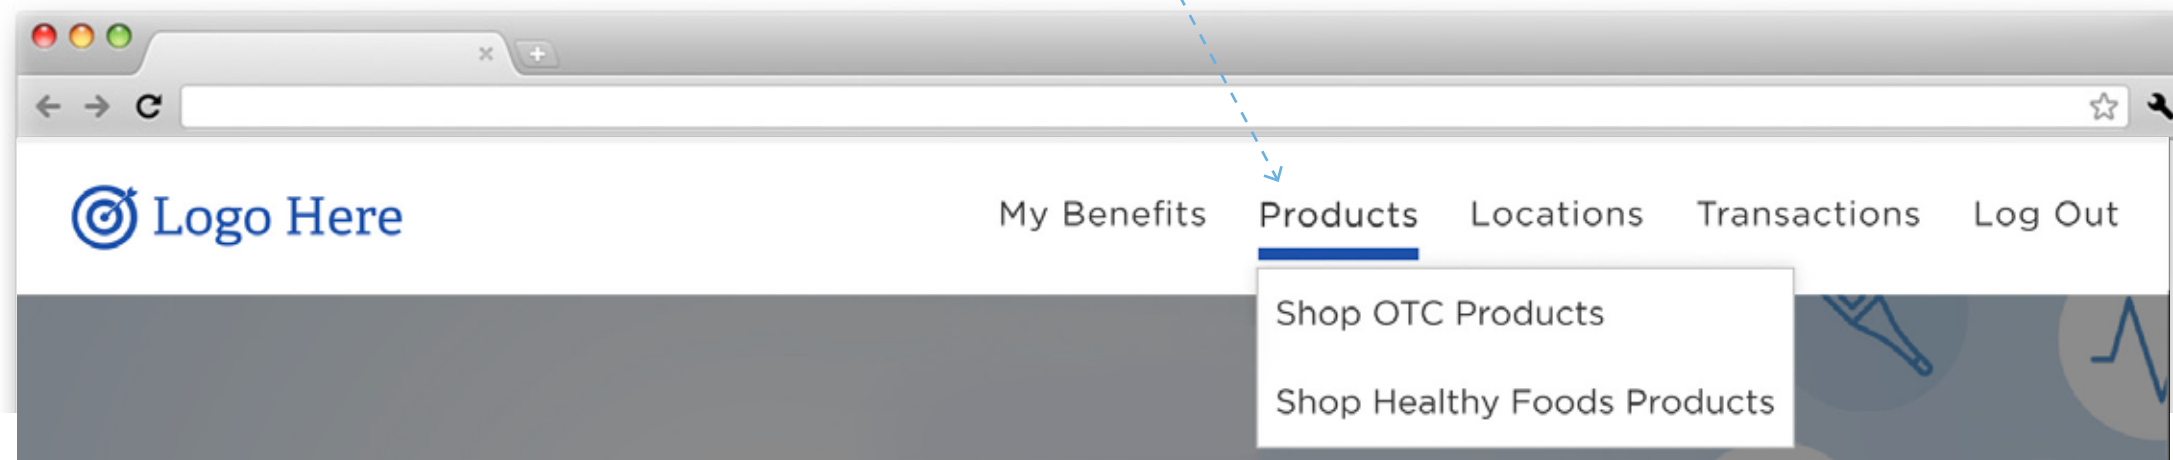 Logo Here
My Benefits Products Locations Transactions Log Out
Shop OTC Products
Shop Healthy Foods Products